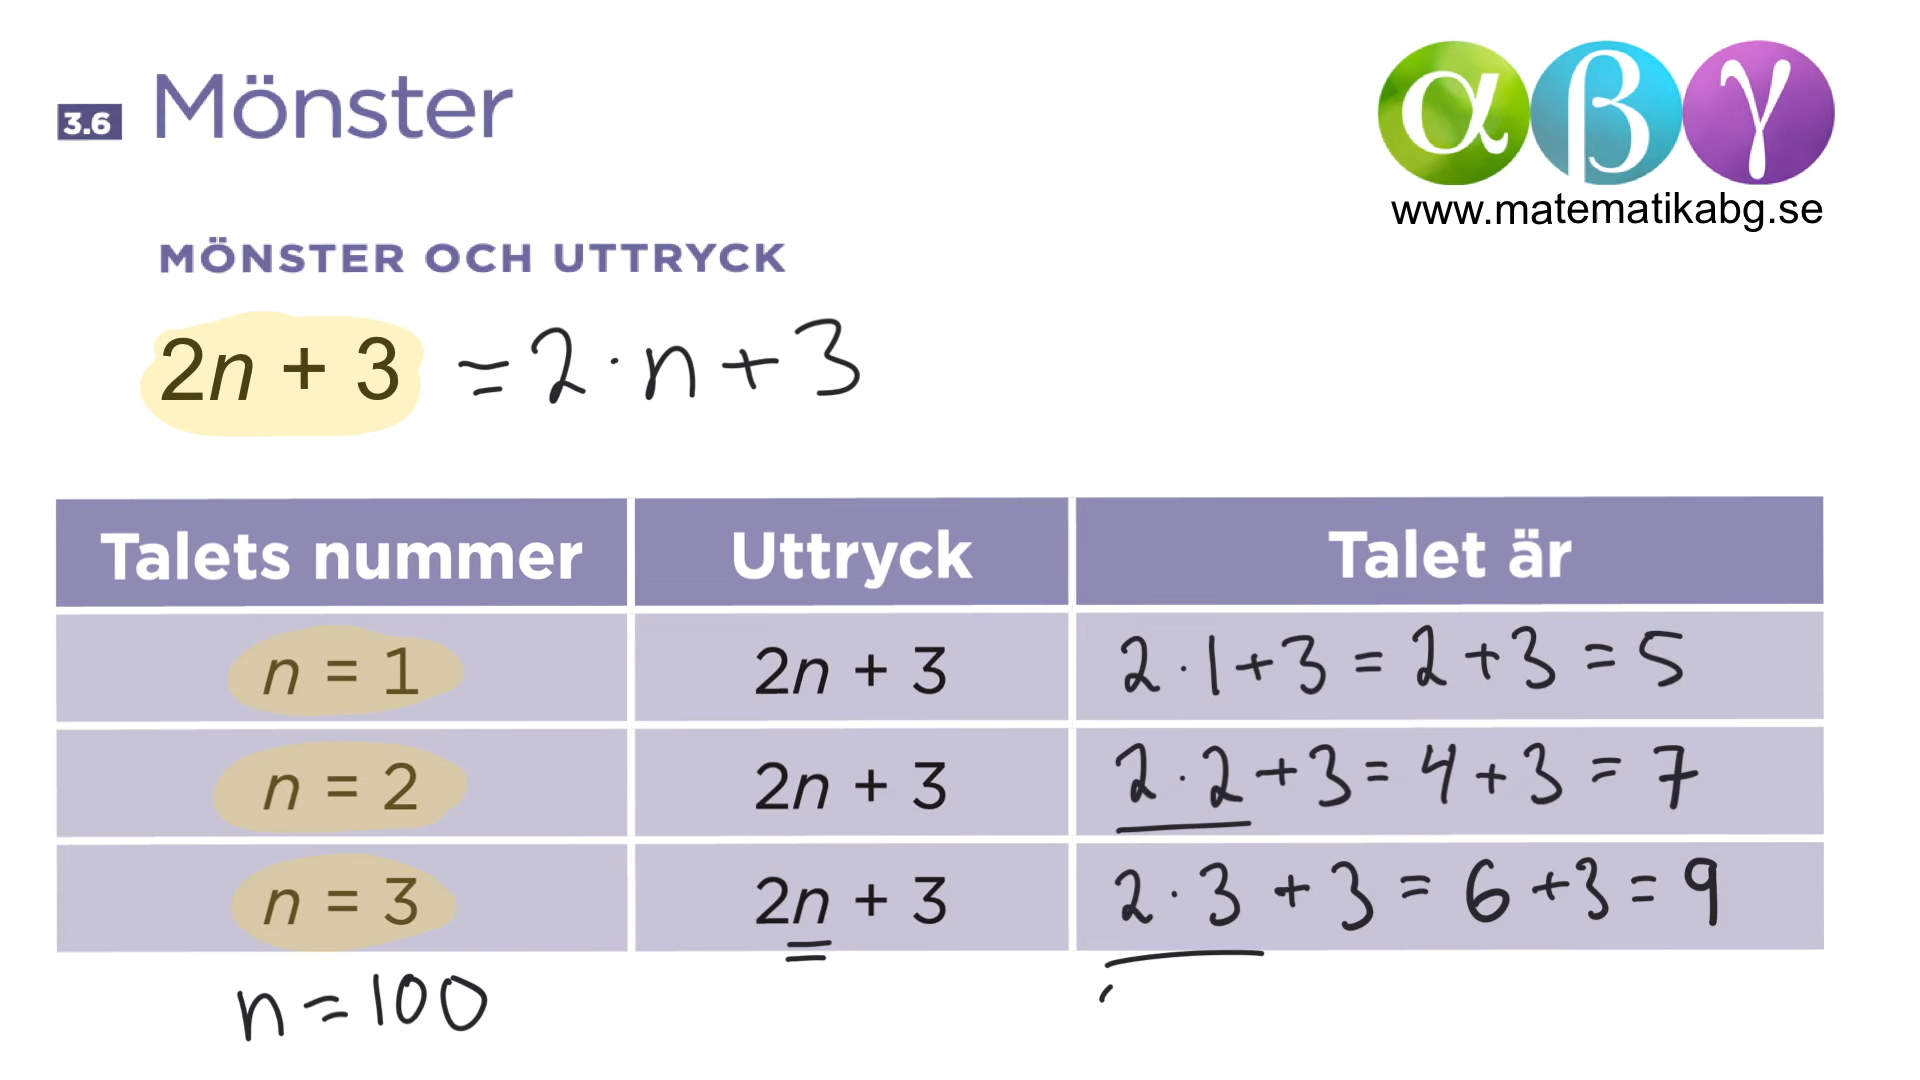 3.6 Mönster
αβγ
www.matematikabg.se
MÖNSTER OCH UTTRYCK
2n + 3 = 2 · n + 3
Talets nummer Uttryck Talet är
n = 1 2n + 3 2 · 1 + 3 = 2 + 3 = 5
n = 2 2n + 3 2 · 2 + 3 = 4 + 3 = 7
n = 3 2n + 3 2 · 3 + 3 = 6 + 3 = 9
n = 100